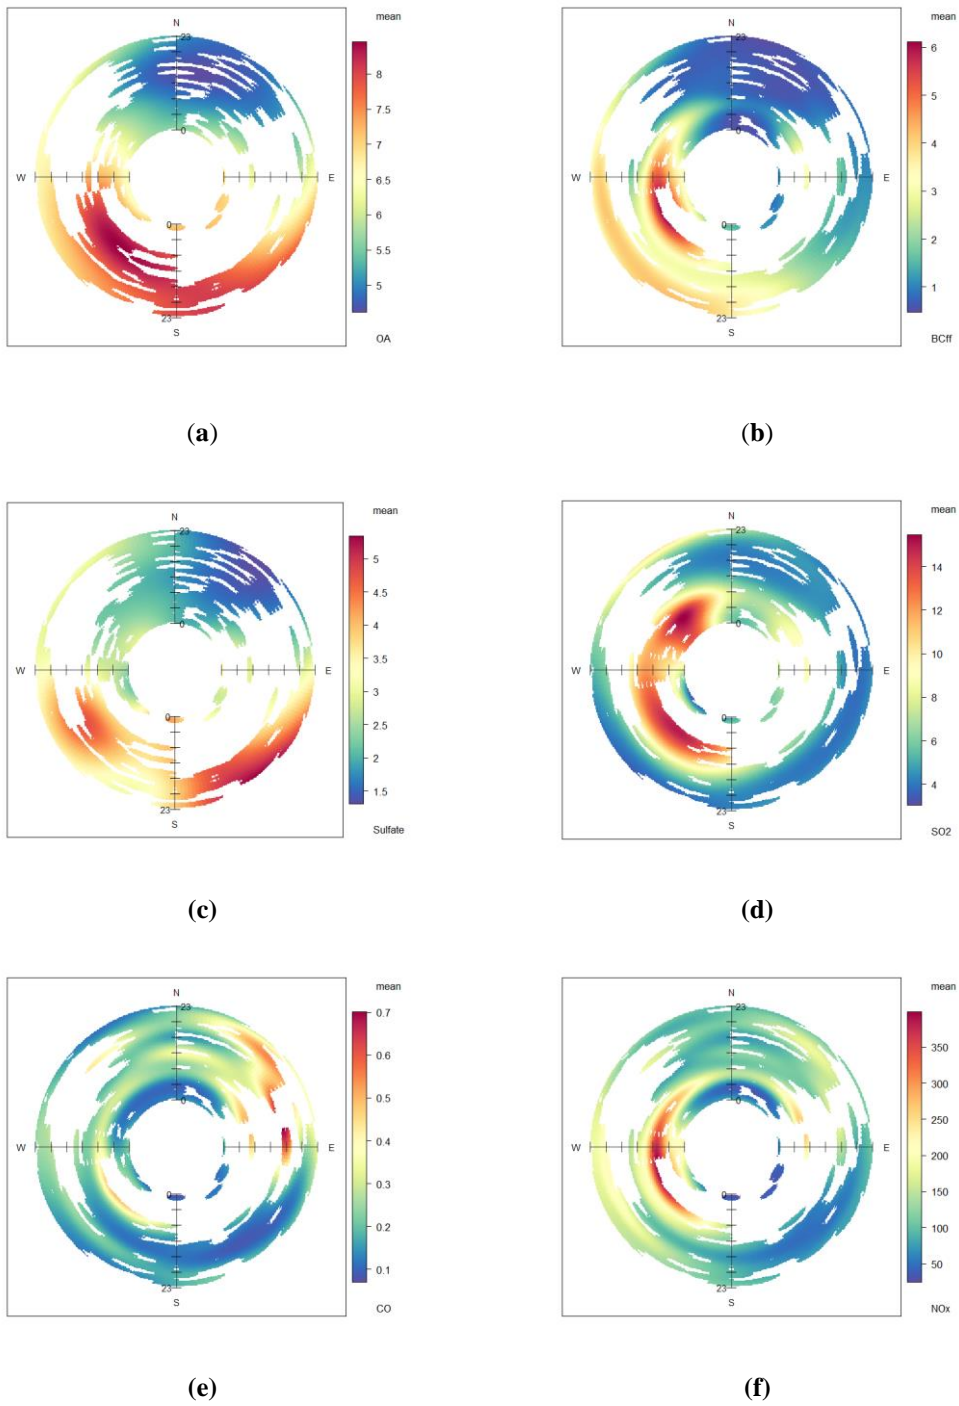 mean
N
23
8
7.5
7
W
0
E
6.5
6
0
5.5
5
23
S
OA
(a)
mean
N
23
6
5
0
4
W
E
3
0
2
1
23
S
BCff
(b)
mean
N
23
5
4.5
4
0
3.5
W
E
3
0
2.5
2
1.5
23
S
Sulfate
(c)
mean
N
23
14
12
0
10
W
E
8
0
6
4
23
S
SO2
(d)
mean
N
23
0.7
0.6
0.5
0
0.4
W
E
0.3
0
0.2
0.1
23
S
CO
(e)
mean
N
23
350
300
250
0
200
W
E
150
0
100
50
23
S
NOx
(f)